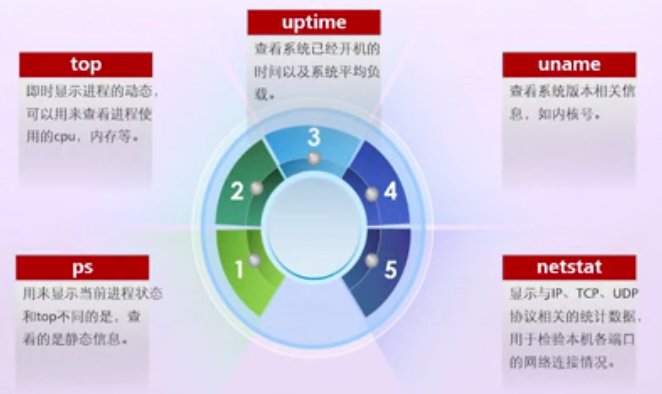 uptime
查看系统已经开机的
时间以及系统平均负
载。
top
即时显示进程的动态,
可以用来查看进程使
用的cpu, 内存等。
uname
查看系统版本相关信
息，如内核号。
3
2
4
1
5
ps
用来显示当前进程状态
和top不同的是，查
看的是静态信息。
netstat
显示与IP、TCP、UDP
协议相关的统计数据，
用于检验本机各端口
的网络连接情况。